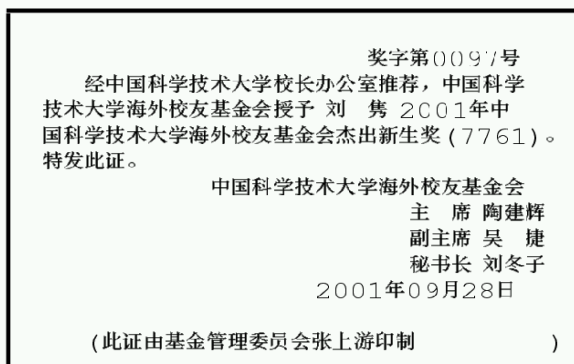 奖字第0097号
经中国科学技术大学校长办公室推荐，中国科学
技术大学海外校友基金会授予 刘　隽 2001年中
国科学技术大学海外校友基金会杰出新生奖(7761)。
特发此证。
中国科学技术大学海外校友基金会
主　席 陶建辉
副主席 吴　捷
秘书长 刘冬子
2001年09月28日
(此证由基金管理委员会张上游印制　　　　)